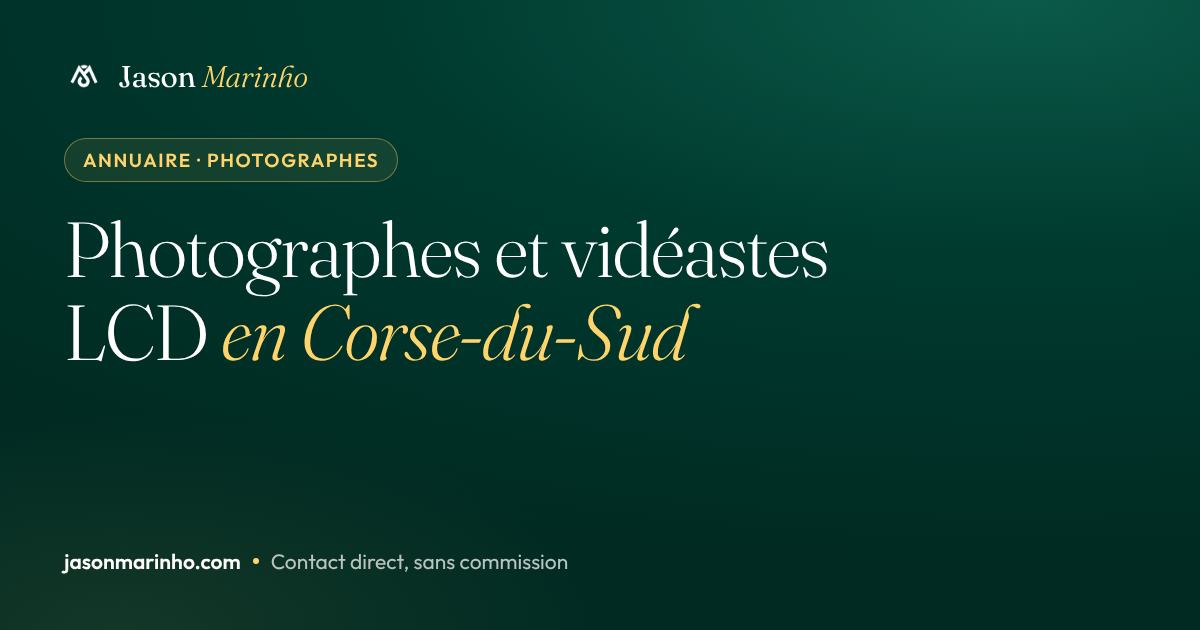 Jason Marinho
ANNUAIRE · PHOTOGRAPHES
Photographes et vidéastes
LCD en Corse-du-Sud
jasonmarinho.com • Contact direct, sans commission